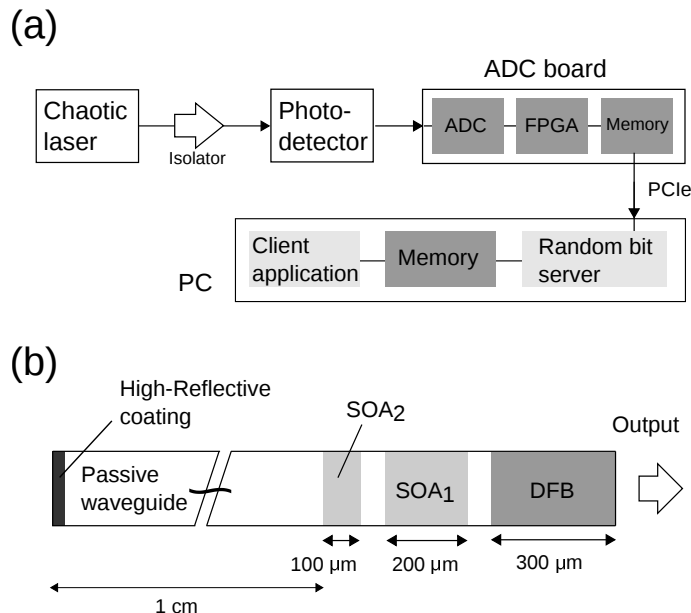 (a)
ADC board
Chaotic
laser
Isolator
Photo-
detector
ADC
FPGA
Memory
PCIe
PC
Client
application
Memory
Random bit
server
(b)
High-Reflective
coating
SOA2
Output
Passive
waveguide
SOA1
DFB
100 μm
200 μm
300 μm
1 cm